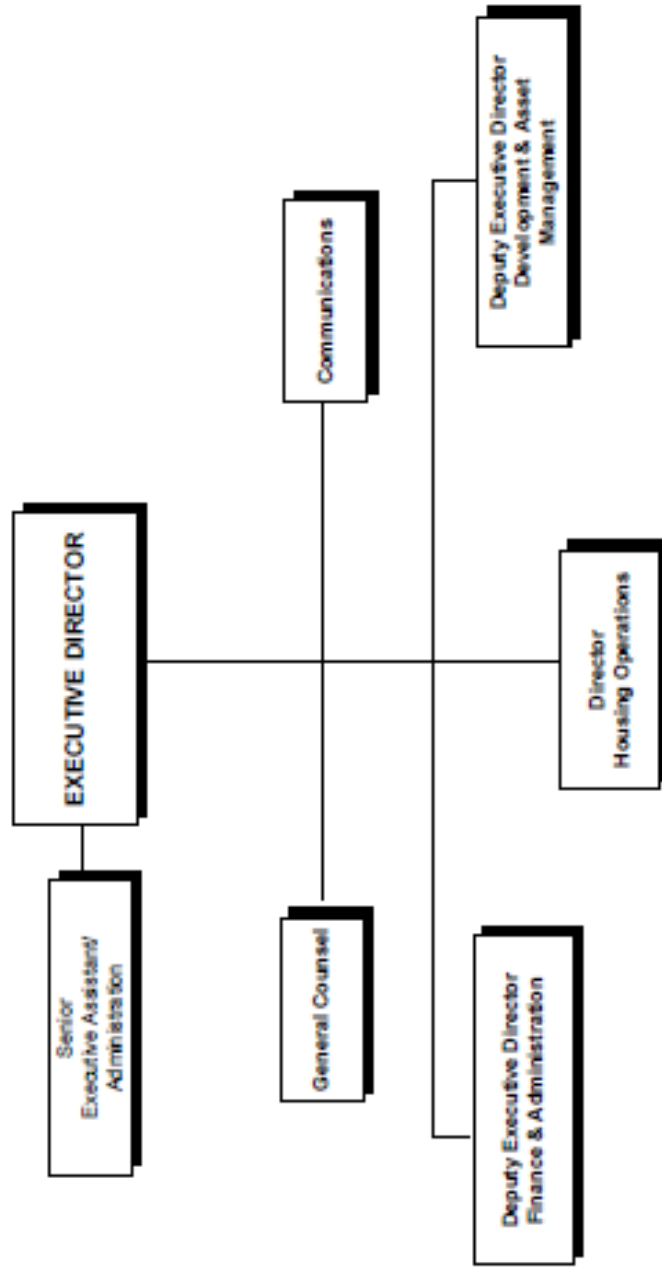 EXECUTIVE DIRECTOR
Senior
Executive Assistant/
Administration
General Counsel
Communications
Deputy Executive Director
Finance & Administration
Director
Housing Operations
Deputy Executive Director
Development & Asset
Management